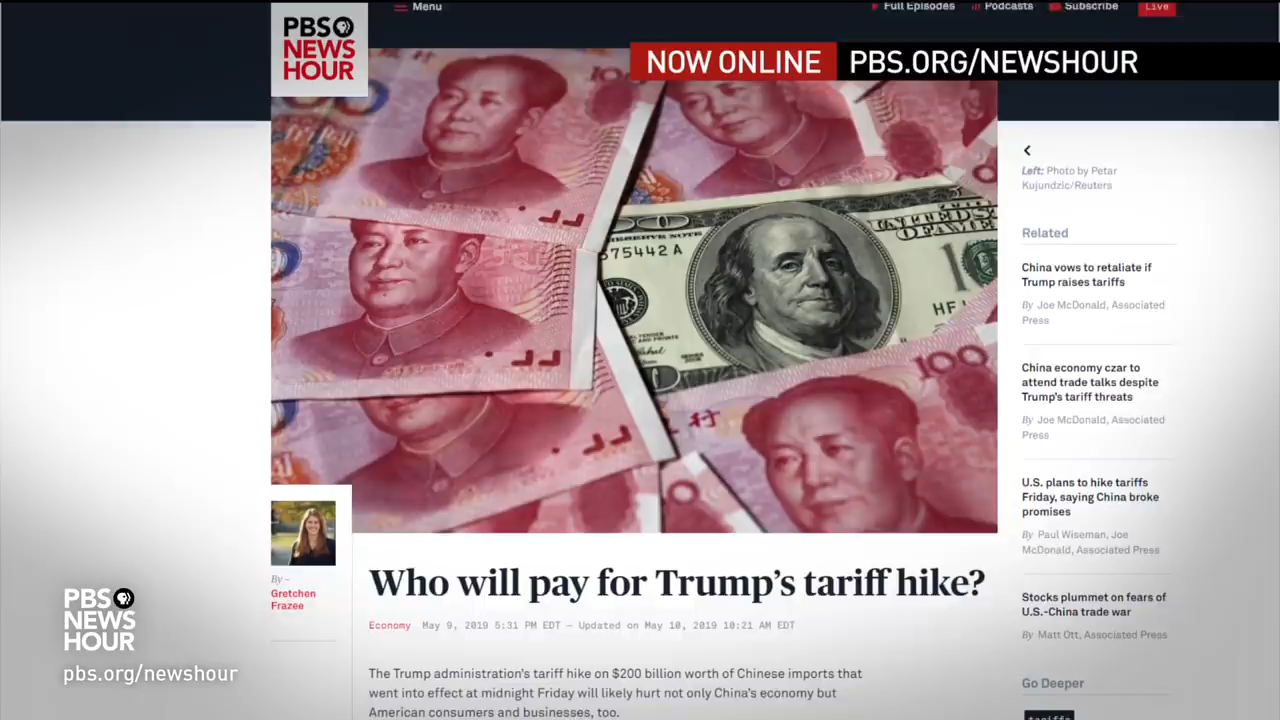 Menu
Full Episodes
Podcasts
Subscribe
Live
PBS
NEWS
HOUR
NOW ONLINE
PBS.ORG/NEWSHOUR
Left: Photo by Petar
Kujundzic/Reuters
Related
China vows to retaliate if
Trump raises tariffs
By Joe McDonald, Associated
Press
China economy czar to
attend trade talks despite
Trump's tariff threats
By Joe McDonald, Associated
Press
U.S. plans to hike tariffs
Friday, saying China broke
promises
By Paul Wiseman, Joe
McDonald, Associated Press
Stocks plummet on fears of
U.S.-China trade war
By Matt Ott, Associated Press
Go Deeper
tariffs
75442 A
100
行
By –
Gretchen
Frazee
Who will pay for Trump's tariff hike?
Economy May 9, 2019 5:31 PM EDT — Updated on May 10, 2019 10:21 AM EDT
The Trump administration's tariff hike on $200 billion worth of Chinese imports that
went into effect at midnight Friday will likely hurt not only China's economy but
American consumers and businesses, too.
PBS
NEWS
HOUR
pbs.org/newshour